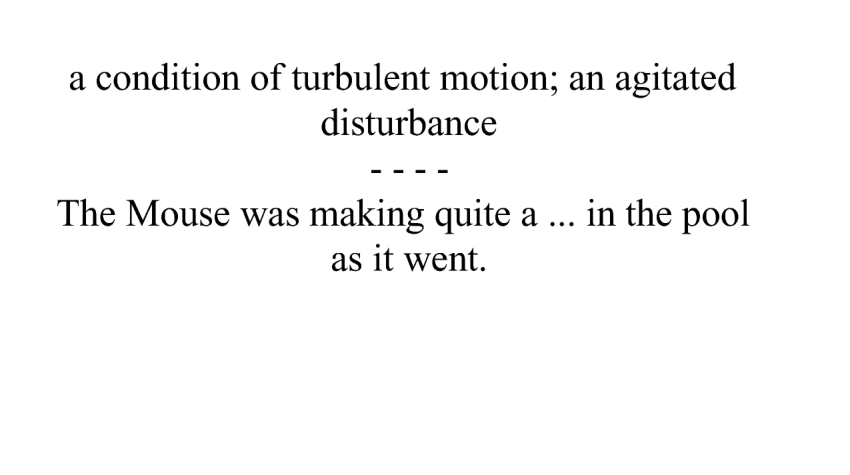 a condition of turbulent motion; an agitated
disturbance
- - - -
The Mouse was making quite a ... in the pool
as it went.